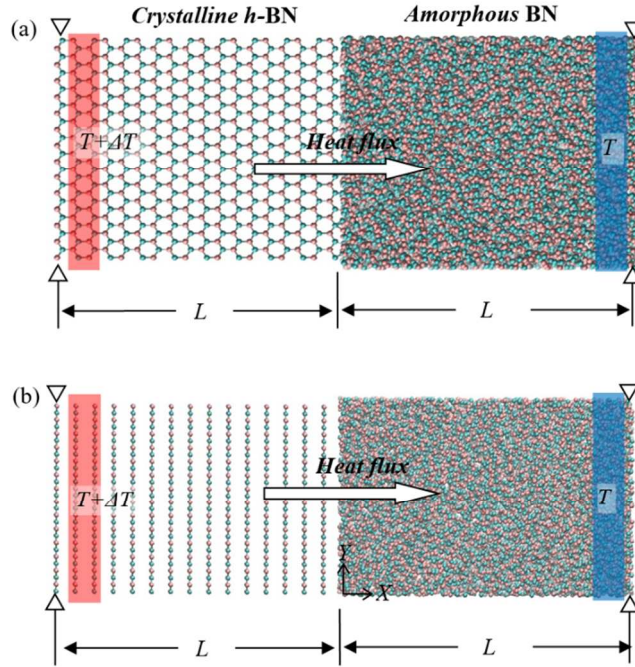 Crystalline h-BN Amorphous BN
(a)
T+ΔT Heat flux T
L L
(b)
Heat flux
T+ΔT T
Y
X
L L